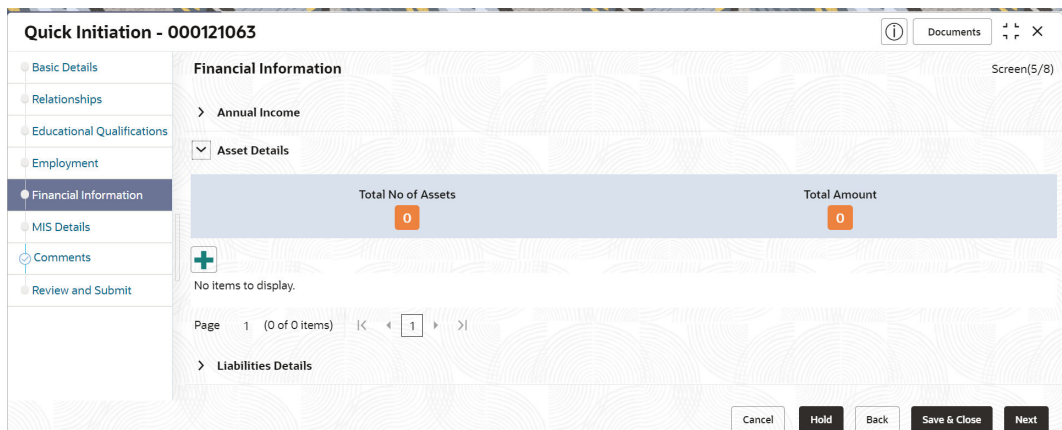 Quick Initiation - 000121063
Documents
Basic Details
Relationships
Educational Qualifications
Employment
Financial Information
MIS Details
Comments
Review and Submit
Financial Information
Screen(5/8)
Annual Income
Asset Details
Total No of Assets
0
Total Amount
0
No items to display.
Page 1 (0 of 0 items) 1
Liabilities Details
Cancel Hold Back Save & Close Next